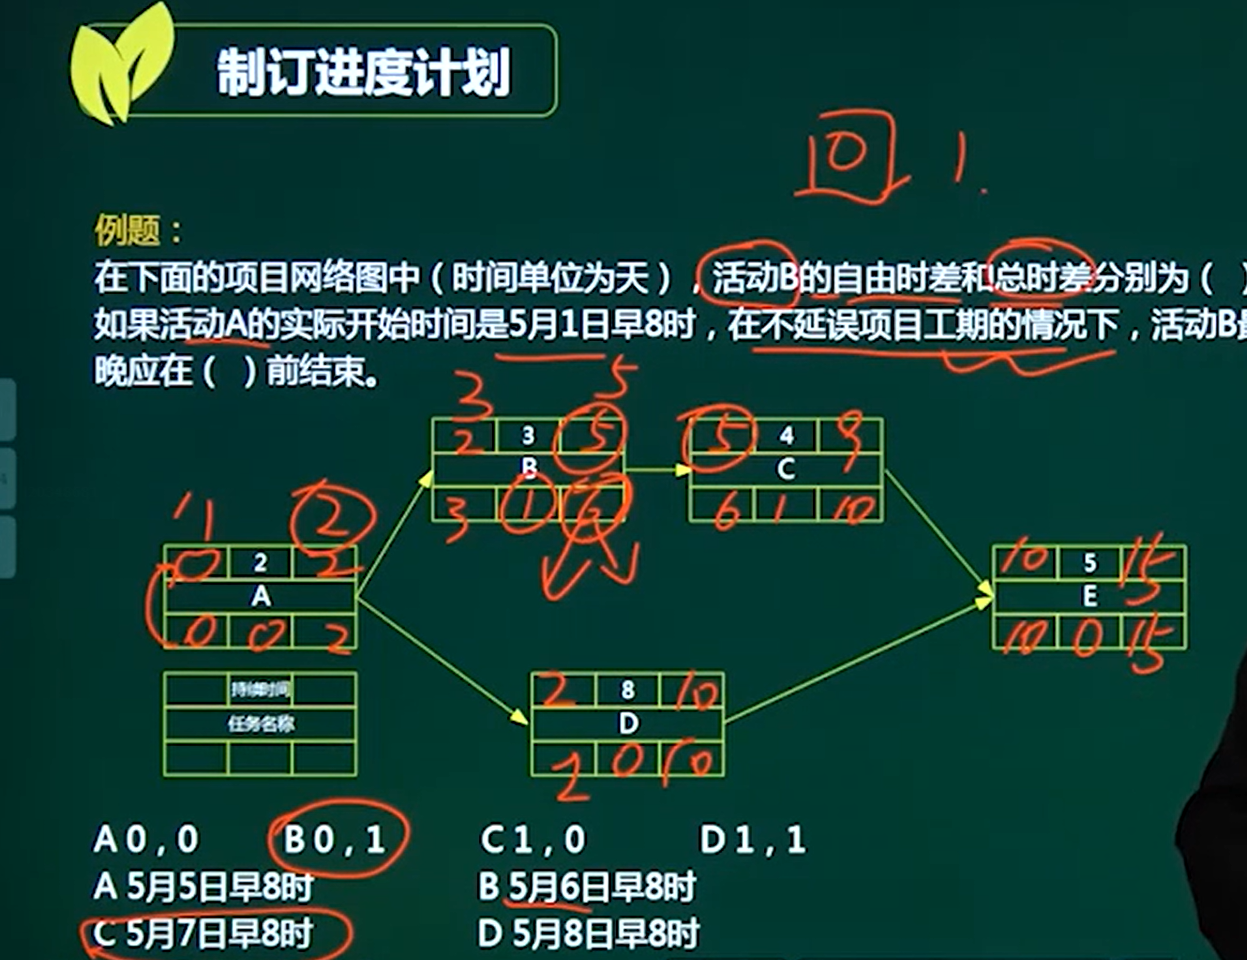 制订进度计划
0 1.
例题：
在下面的项目网络图中（时间单位为天），活动B的自由时差和总时差分别为（ ）
如果活动A的实际开始时间是5月1日早8时，在不延误项目工期的情况下，活动B
晚应在（ ）前结束。
3 5
2 3 5
B
3 1 6
5 4 9
C
6 1 10
1 2
0 2 2
A
0 0 2
10 5 15
E
10 0 15
持续时间
任务名称
2 8 10
D
2 0 10
A 0 , 0 B 0 , 1 C 1 , 0 D 1 , 1
A 5月5日早8时 B 5月6日早8时
C 5月7日早8时 D 5月8日早8时